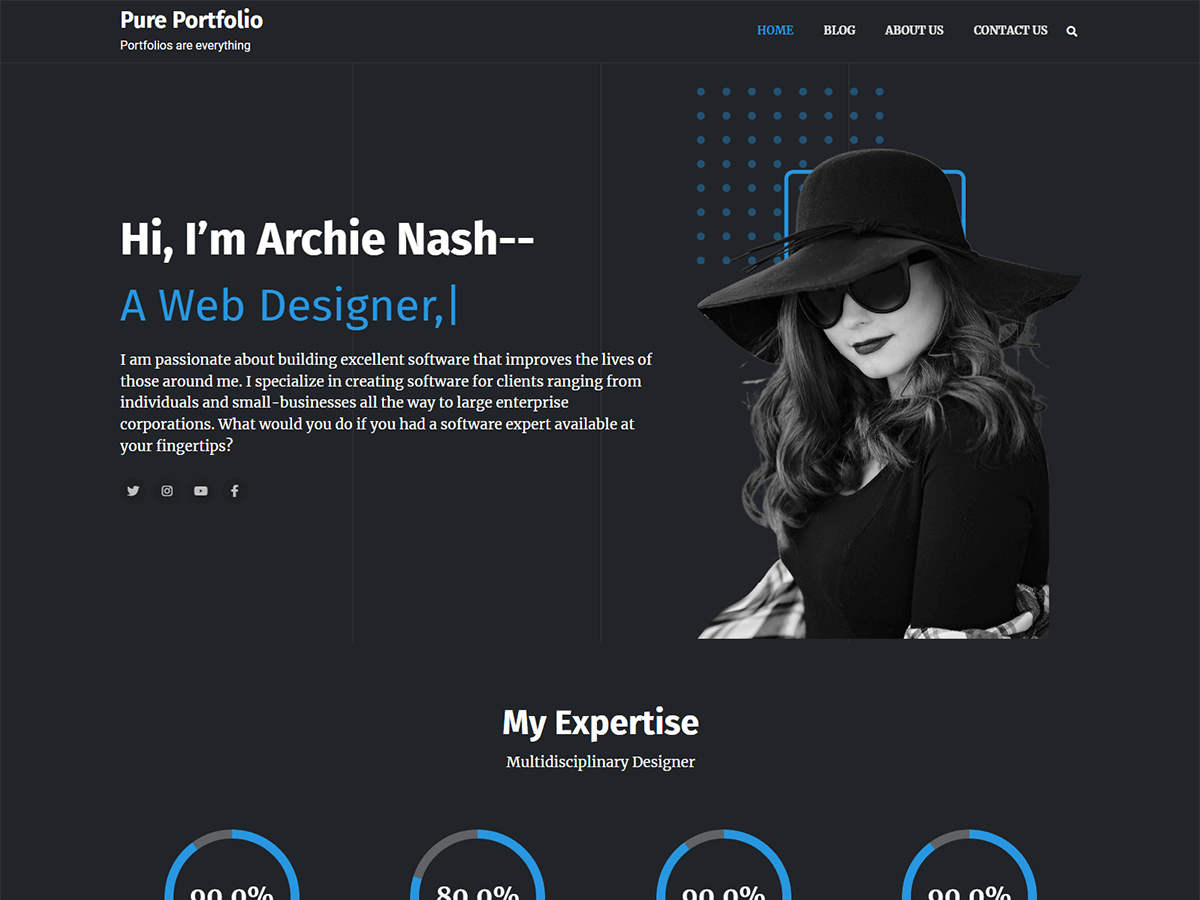 Pure Portfolio
Portfolios are everything
HOME BLOG ABOUT US CONTACT US
Hi, I’m Archie Nash--
A Web Designer,|
I am passionate about building excellent software that improves the lives of
those around me. I specialize in creating software for clients ranging from
individuals and small-businesses all the way to large enterprise
corporations. What would you do if you had a software expert available at
your fingertips?
My Expertise
Multidisciplinary Designer
90.0% 80.0% 90.0% 90.0%